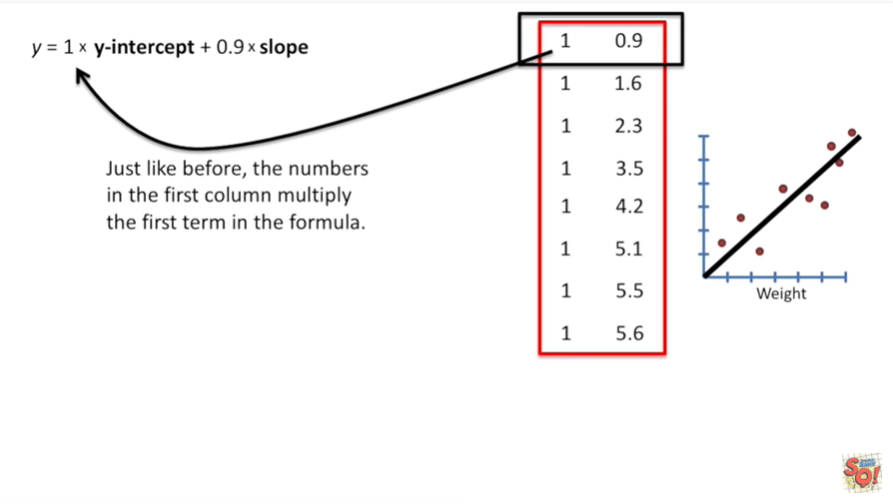 y = 1 × y-intercept + 0.9 × slope
Just like before, the numbers
in the first column multiply
the first term in the formula.
1 0.9
1 1.6
1 2.3
1 3.5
1 4.2
1 5.1
1 5.5
1 5.6
Weight
SQ!